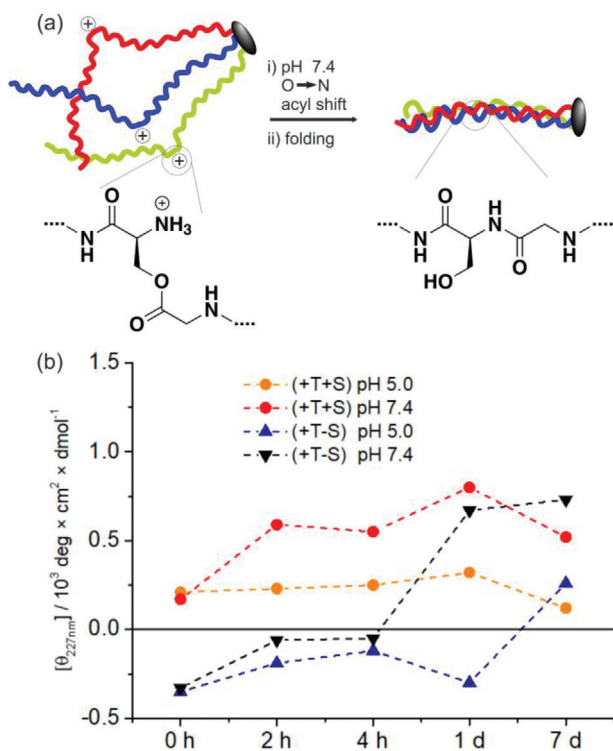 (a)
i) pH 7.4
O→N
acyl shift
ii) folding
O
⊕
NH3
N
H
O
O
N
H
O
N
H
HO
H
N
O
N
H
(b)
(+T+S) pH 5.0
(+T+S) pH 7.4
(+T-S) pH 5.0
(+T-S) pH 7.4
[θ227nm] / 10³ deg × cm² × dmol⁻¹
1.5
1.0
0.5
0.0
-0.5
0 h 2 h 4 h 1 d 7 d